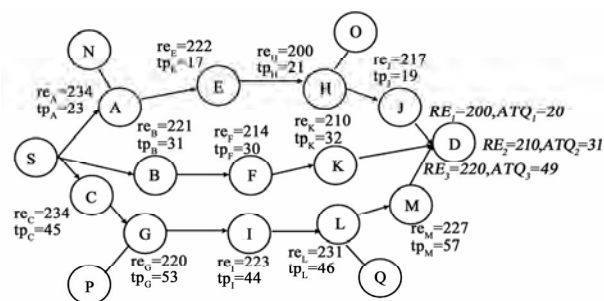 N
O
re_E=222
tp_E=17
re_H=200
tp_H=21
re_J=217
tp_J=19
re_A=234
tp_A=23
A
E
H
J
RE_1=200,ATQ_1=20
re_B=221
tp_B=31
re_F=214
tp_F=30
re_K=210
tp_K=32
S
B
F
K
D
RE_2=210,ATQ_2=31
RE_3=220,ATQ_3=49
C
re_C=234
tp_C=45
G
I
L
M
re_G=220
tp_G=53
re_I=223
tp_I=44
re_L=231
tp_L=46
re_M=227
tp_M=57
P
Q